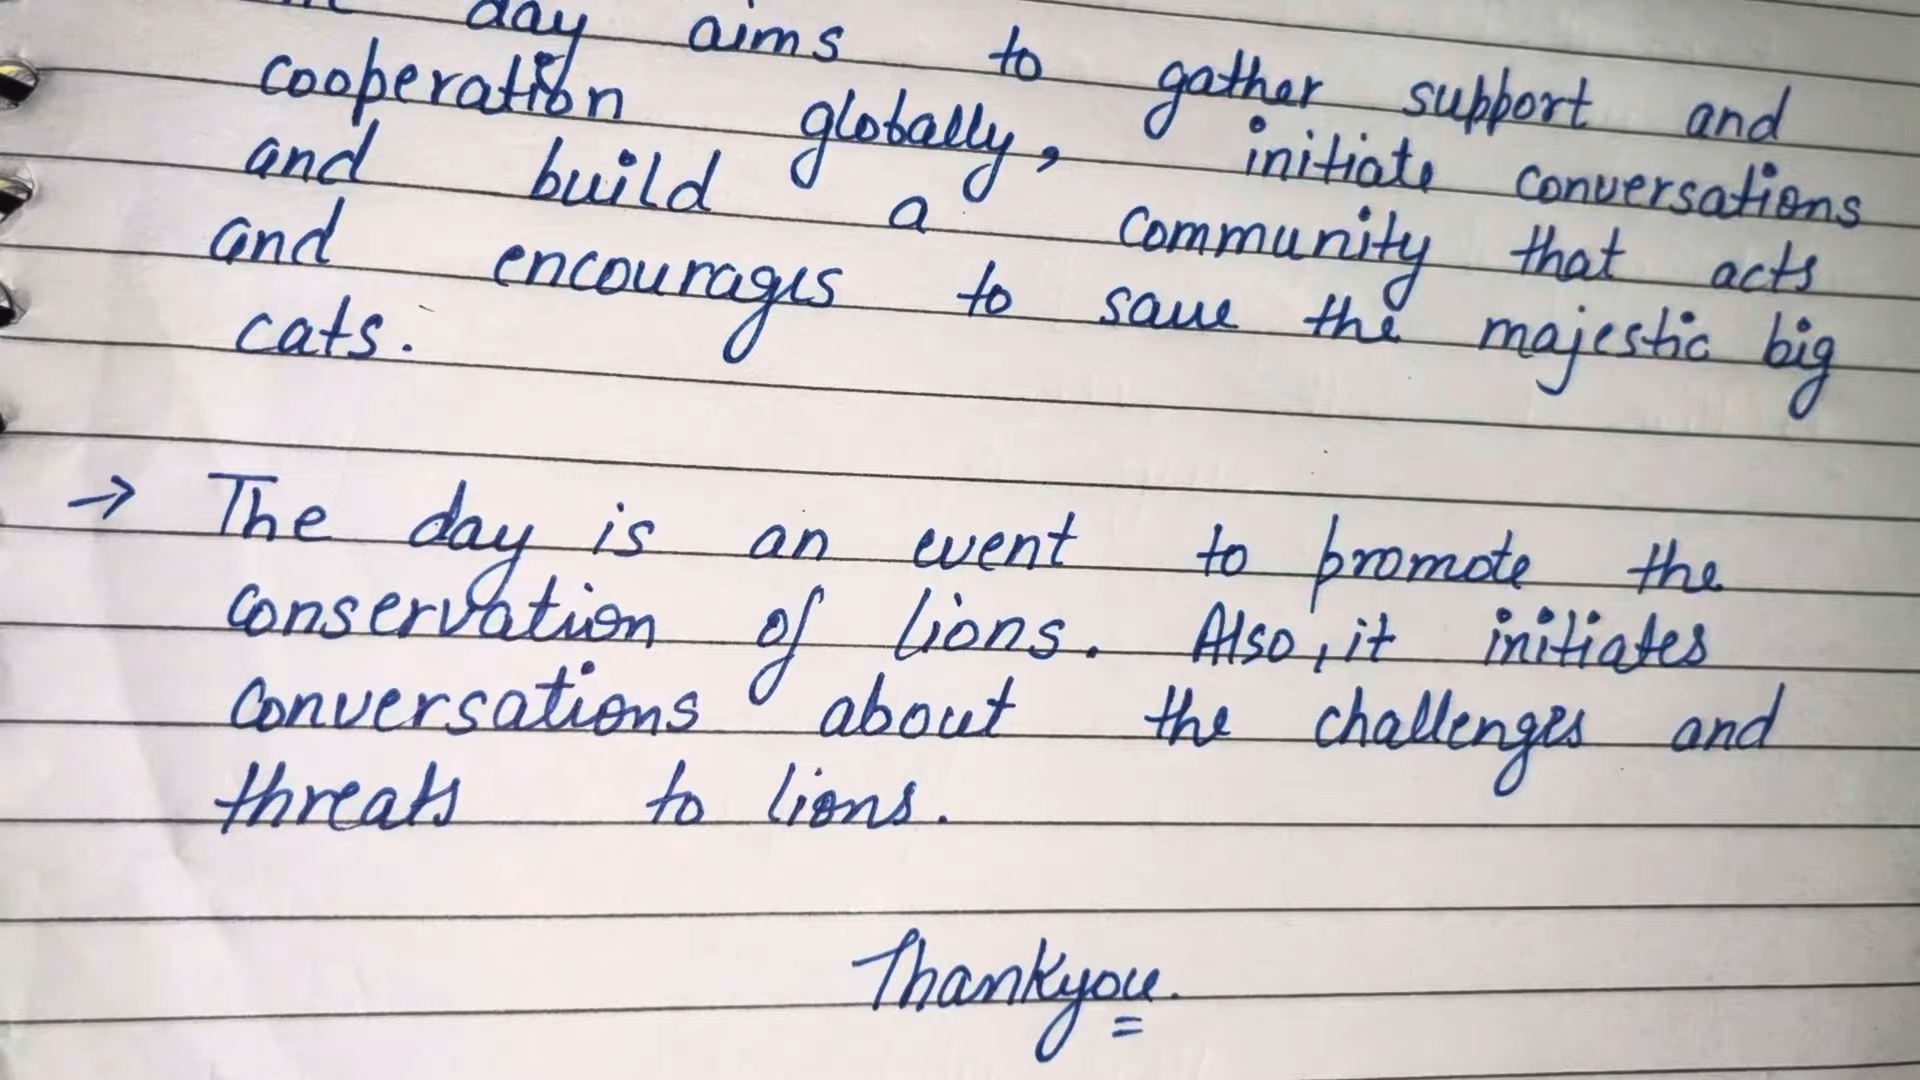 day aims to gather support and
cooperation globally, initiate conversations
and build a community that acts
and encourages to save the majestic big
cats.
→ The day is an event to promote the
conservation of lions. Also, it initiates
conversations about the challenges and
threats to lions.
Thankyou.